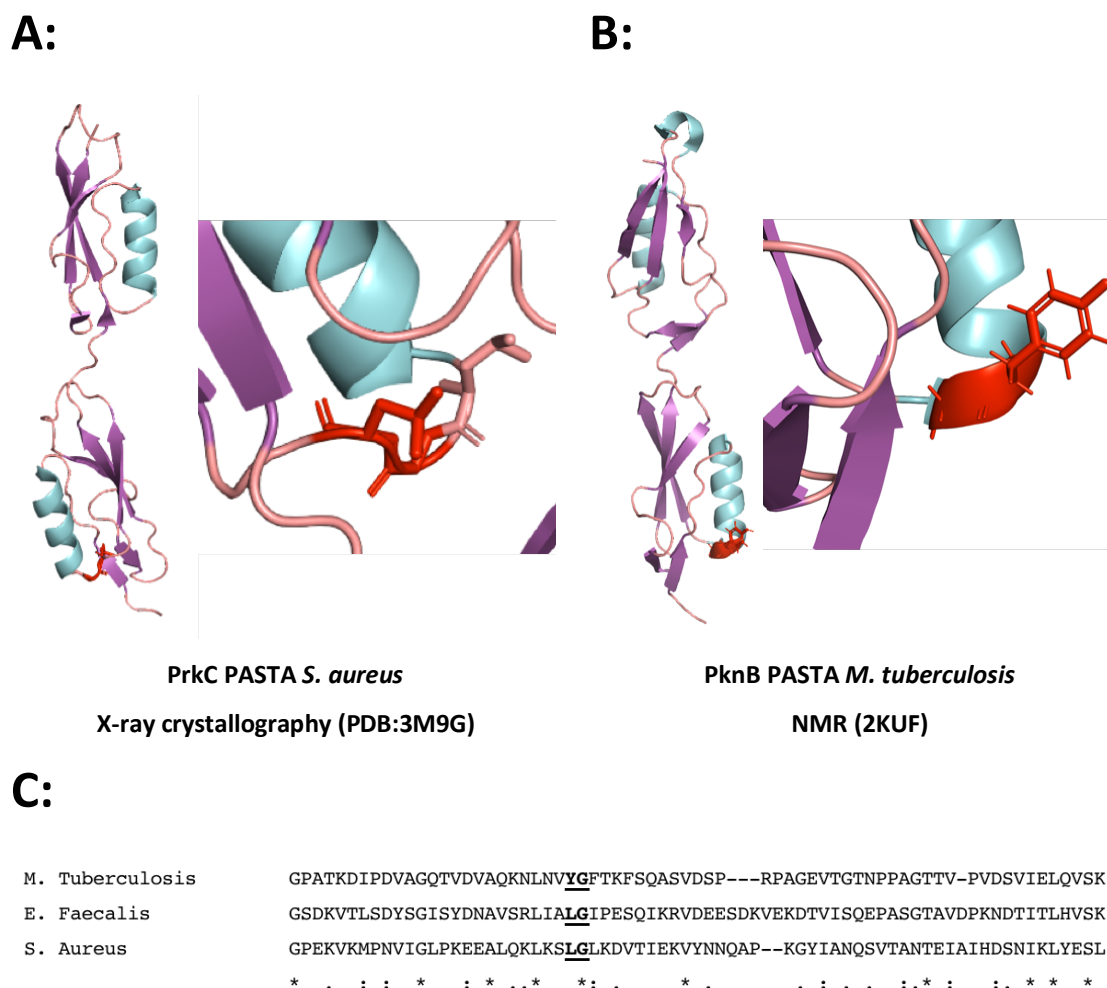 A:
B:
PrkC PASTA S. aureus
X-ray crystallography (PDB:3M9G)
PknB PASTA M. tuberculosis
NMR (2KUF)
C:
M. Tuberculosis GPATKDIPDVAGQTVDVAQKNLNVYGFTKFSQASVDSP---RPAGEVTGTNPPAGTTV-PVDSVIELQVSK
E. Faecalis GSDKVTLSDYSGISYDNAVSRLIALGIPESQIKRVDEESDKVEKDTVISQEPASGTAVDPKNDTITLHVSK
S. Aureus GPEKVKMPNVIGLPKEEALQKLKSLGLKDVTIEKVYNNQAP--KGYIANQSVTANTEIAIHDSNIKLYESL